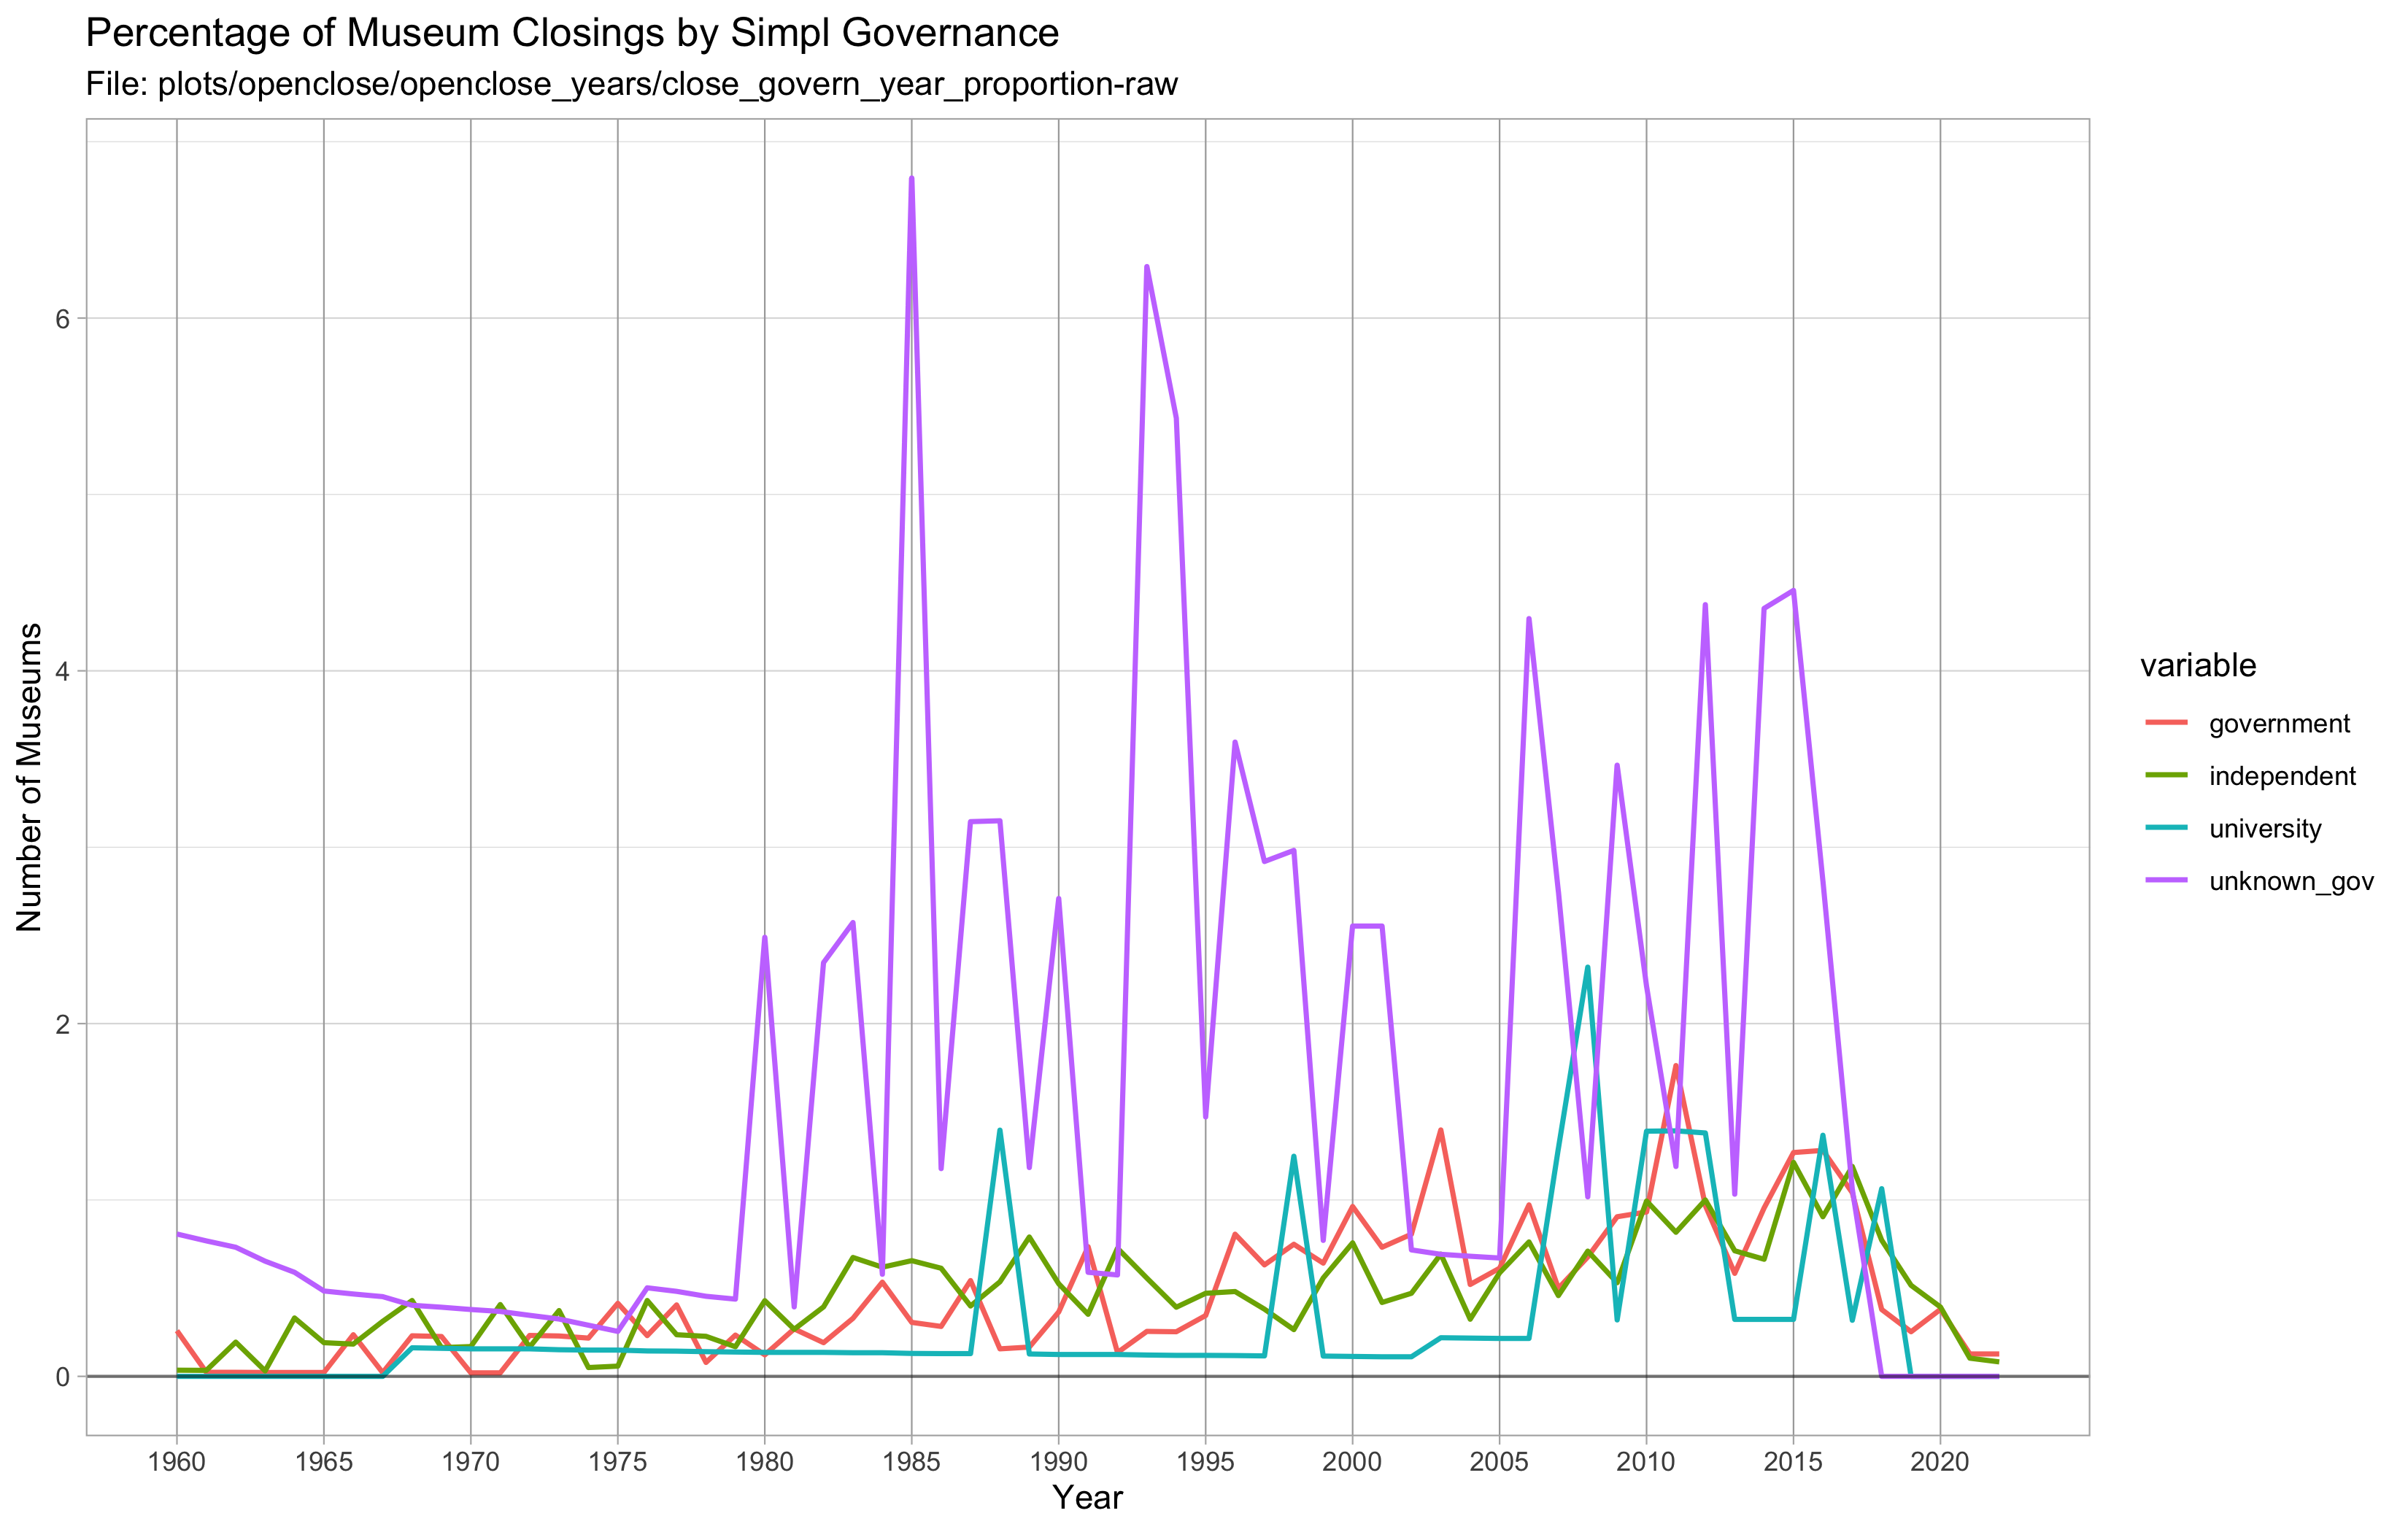 Percentage of Museum Closings by Simpl Governance
File: plots/openclose/openclose_years/close_govern_year_proportion-raw
Number of Museums
6
4
2
0
1960 1965 1970 1975 1980 1985 1990 1995 2000 2005 2010 2015 2020
Year
variable
government
independent
university
unknown_gov